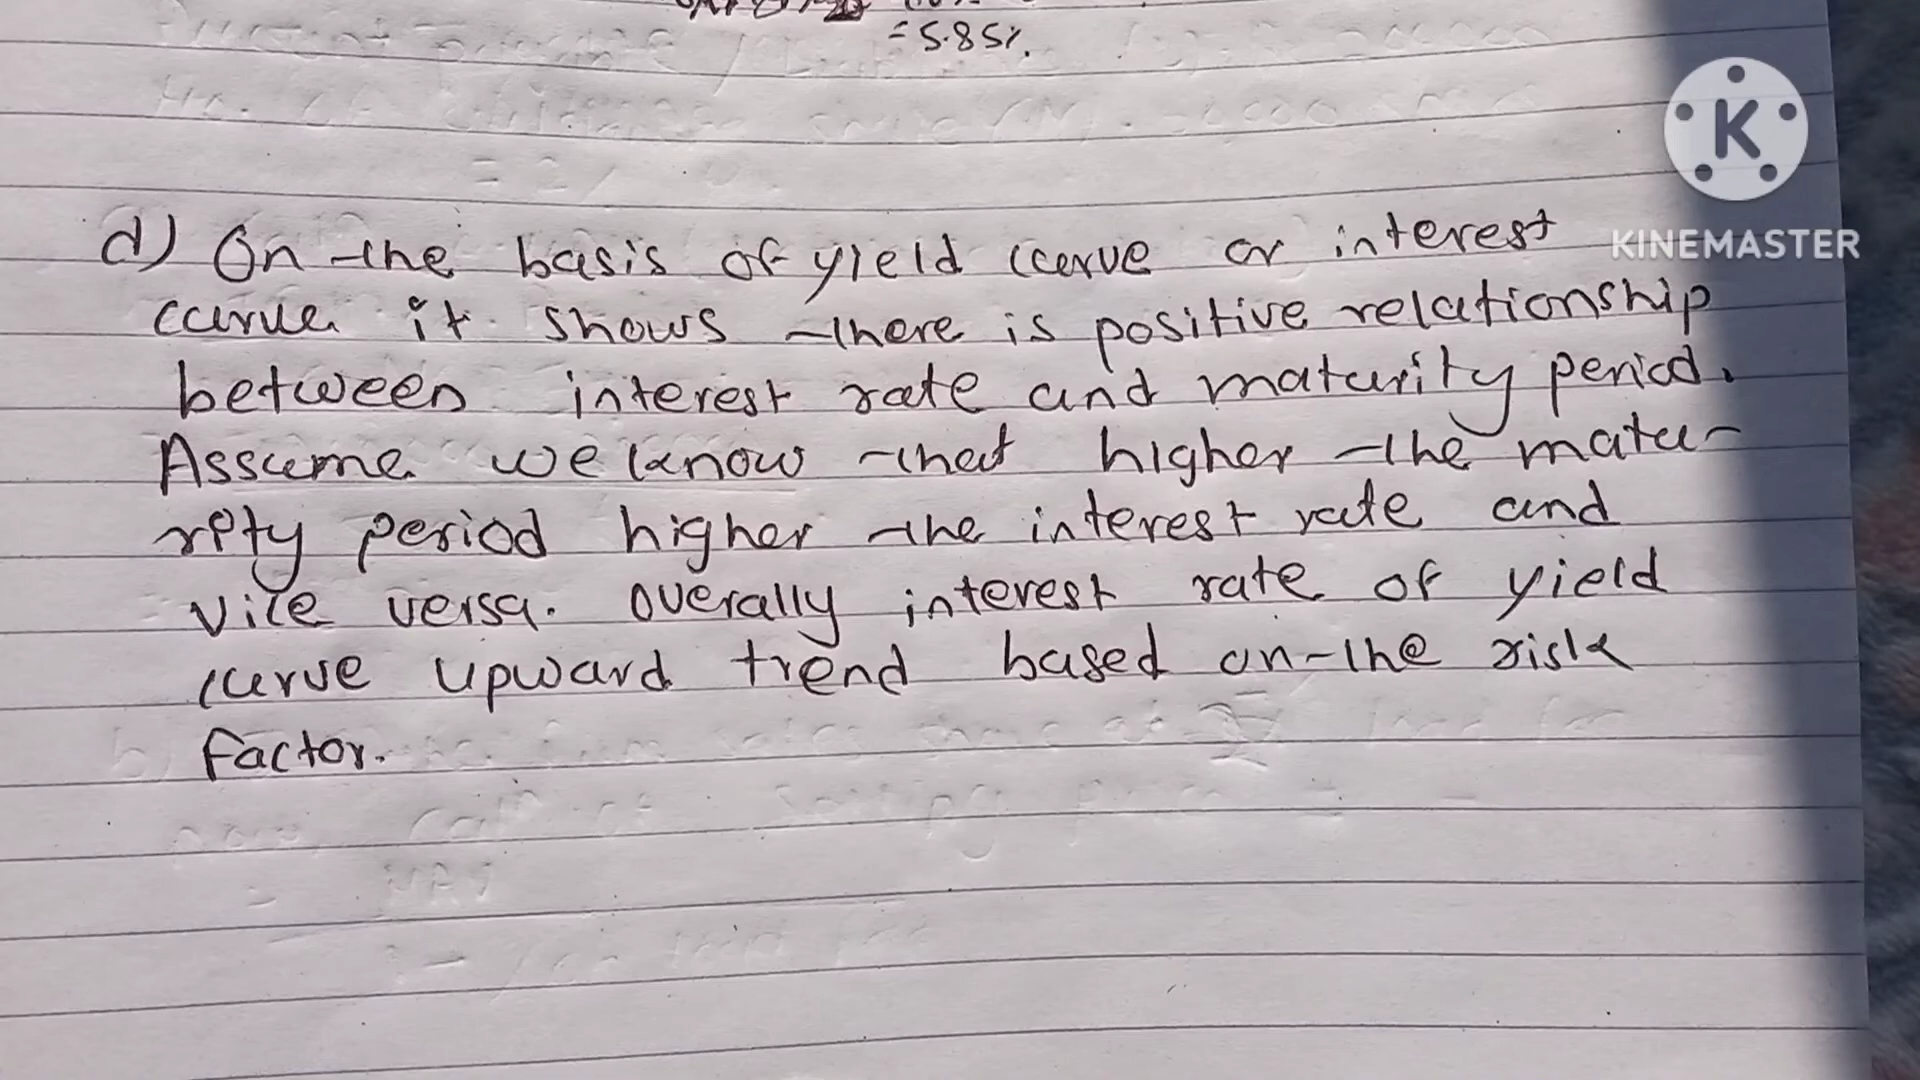 = 5.85%.
K
KINEMASTER
d) On the basis of yield curve or interest
curve it shows there is positive relationship
between interest rate and maturity period.
Assume we know that higher the matu-
rity period higher the interest rate and
vice versa. Overally interest rate of yield
curve upward trend based on the risk
factor.